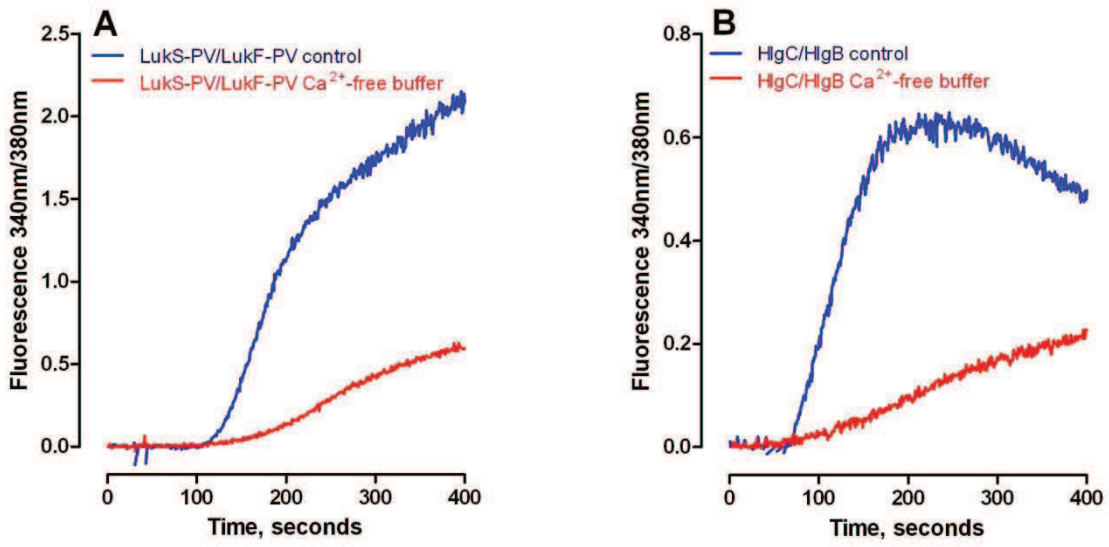 A
2.5
LukS-PV/LukF-PV control
LukS-PV/LukF-PV Ca²⁺-free buffer
2.0
1.5
1.0
0.5
0.0
Fluorescence 340nm/380nm
0 100 200 300 400
Time, seconds
B
0.8
HlgC/HlgB control
HlgC/HlgB Ca²⁺-free buffer
0.6
0.4
0.2
0.0
Fluorescence 340nm/380nm
0 100 200 300 400
Time, seconds